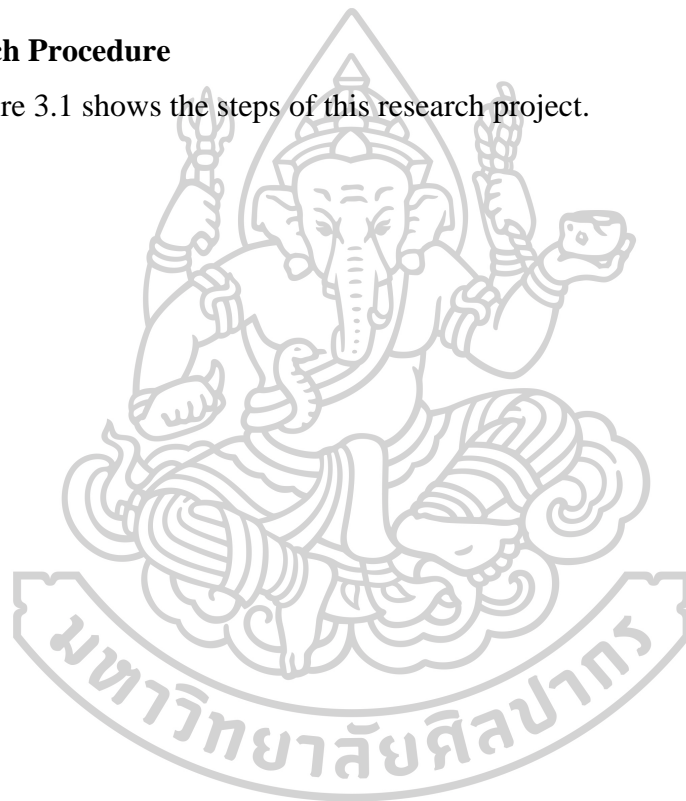 ch Procedure
re 3.1 shows the steps of this research project.
มหาวิทยาลัยศิลปากร